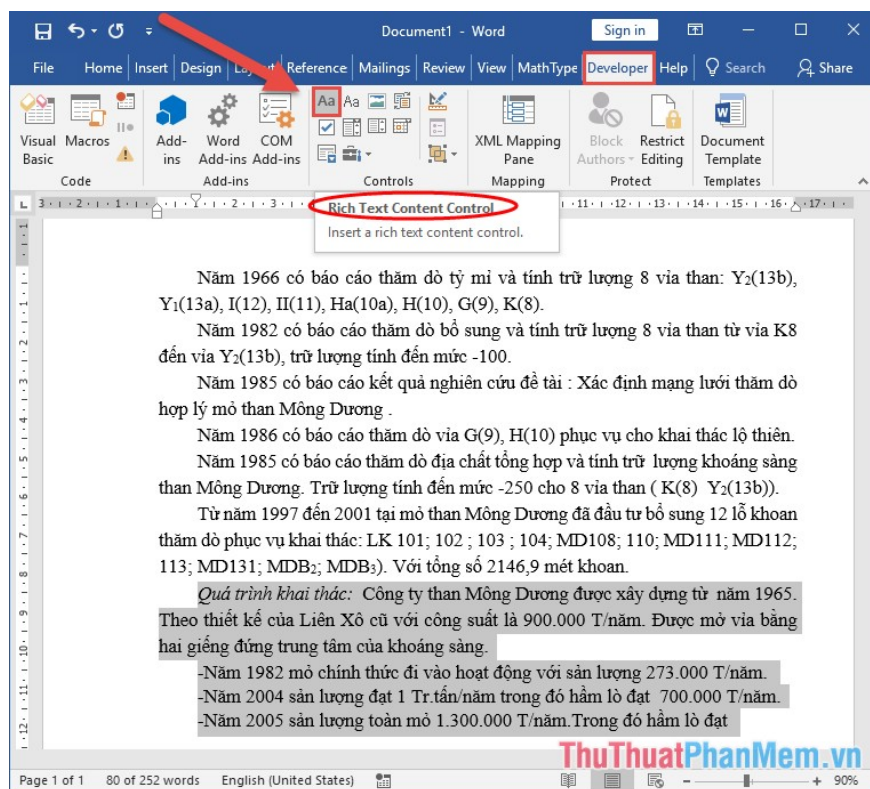 Document1 - Word
Sign in
File Home Insert Design Layout Reference Mailings Review View MathType Developer Help Search Share
Aa Aa
Visual Basic Macros Add-ins Word Add-ins COM Add-ins XML Mapping Pane Block Authors Restrict Editing Document Template
Code Add-ins Controls Mapping Protect Templates
3 2 1 1 2 3 11 12 13 14 15 16 17
Rich Text Content Control
Insert a rich text content control.
Năm 1966 có báo cáo thăm dò tỷ mỉ và tính trữ lượng 8 vỉa than: Y₂(13b),
Y₁(13a), I(12), II(11), Ha(10a), H(10), G(9), K(8).
Năm 1982 có báo cáo thăm dò bổ sung và tính trữ lượng 8 vỉa than từ vỉa K8
đến vỉa Y₂(13b), trữ lượng tính đến mức -100.
Năm 1985 có báo cáo kết quả nghiên cứu đề tài : Xác định mạng lưới thăm dò
hợp lý mỏ than Mông Dương .
Năm 1986 có báo cáo thăm dò vỉa G(9), H(10) phục vụ cho khai thác lộ thiên.
Năm 1985 có báo cáo thăm dò địa chất tổng hợp và tính trữ lượng khoáng sàng
than Mông Dương. Trữ lượng tính đến mức -250 cho 8 vỉa than ( K(8) Y₂(13b)).
Từ năm 1997 đến 2001 tại mỏ than Mông Dương đã đầu tư bổ sung 12 lỗ khoan
thăm dò phục vụ khai thác: LK 101; 102 ; 103 ; 104; MD108; 110; MD111; MD112;
113; MD131; MDB₂; MDB₃). Với tổng số 2146,9 mét khoan.
Quá trình khai thác: Công ty than Mông Dương được xây dựng từ năm 1965.
Theo thiết kế của Liên Xô cũ với công suất là 900.000 T/năm. Được mở vỉa bằng
hai giếng đứng trung tâm của khoáng sàng.
-Năm 1982 mỏ chính thức đi vào hoạt động với sản lượng 273.000 T/năm.
-Năm 2004 sản lượng đạt 1 Tr.tấn/năm trong đó hầm lò đạt 700.000 T/năm.
-Năm 2005 sản lượng toàn mỏ 1.300.000 T/năm.Trong đó hầm lò đạt
ThuThuatPhanMem.vn
Page 1 of 1 80 of 252 words English (United States) 90%